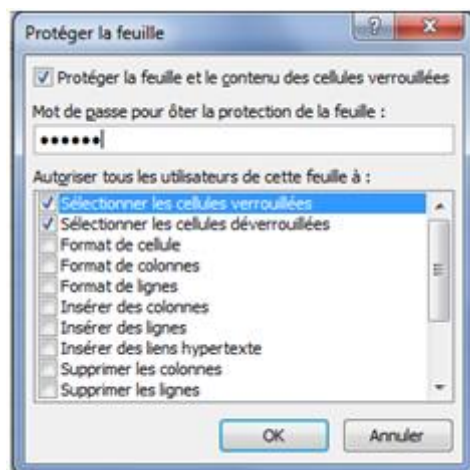 Protéger la feuille
Protéger la feuille et le contenu des cellules verrouillées
Mot de passe pour ôter la protection de la feuille :
••••••
Autoriser tous les utilisateurs de cette feuille à :
Sélectionner les cellules verrouillées
Sélectionner les cellules déverrouillées
Format de cellule
Format de colonnes
Format de lignes
Insérer des colonnes
Insérer des lignes
Insérer des liens hypertexte
Supprimer les colonnes
Supprimer les lignes
OK Annuler